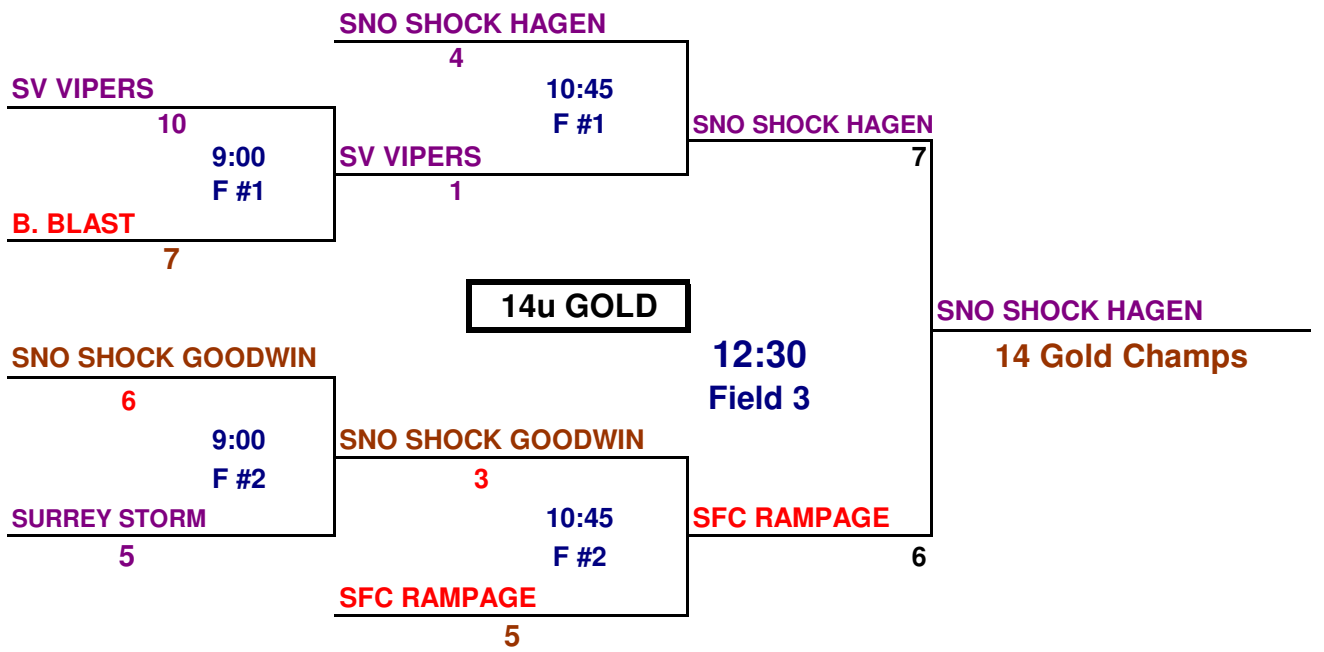 SNO SHOCK HAGEN
4
SV VIPERS
10:45
10
F #1
SNO SHOCK HAGEN
9:00
SV VIPERS
7
F #1
1
B. BLAST
7
14u GOLD
SNO SHOCK HAGEN
SNO SHOCK GOODWIN
12:30
14 Gold Champs
6
Field 3
9:00
SNO SHOCK GOODWIN
F #2
3
SURREY STORM
10:45
SFC RAMPAGE
5
F #2
6
SFC RAMPAGE
5